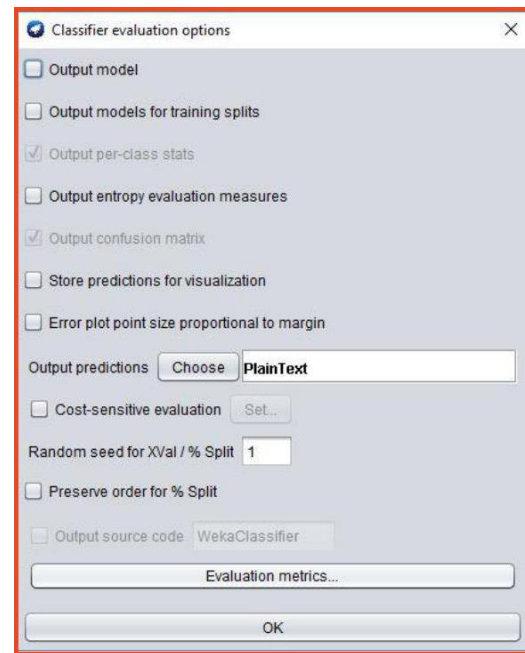 Classifier evaluation options
Output model
Output models for training splits
Output per-class stats
Output entropy evaluation measures
Output confusion matrix
Store predictions for visualization
Error plot point size proportional to margin
Output predictions Choose PlainText
Cost-sensitive evaluation Set...
Random seed for XVal / % Split 1
Preserve order for % Split
Output source code WekaClassifier
Evaluation metrics...
OK